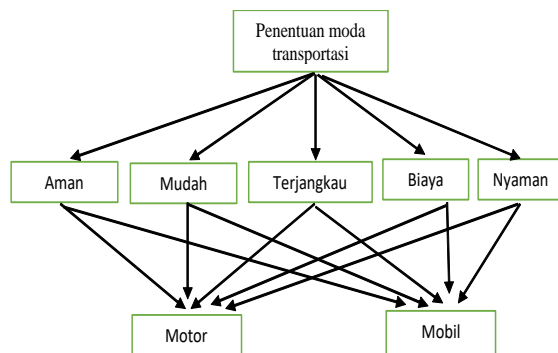 Penentuan moda
transportasi
Aman
Mudah
Terjangkau
Biaya
Nyaman
Motor
Mobil